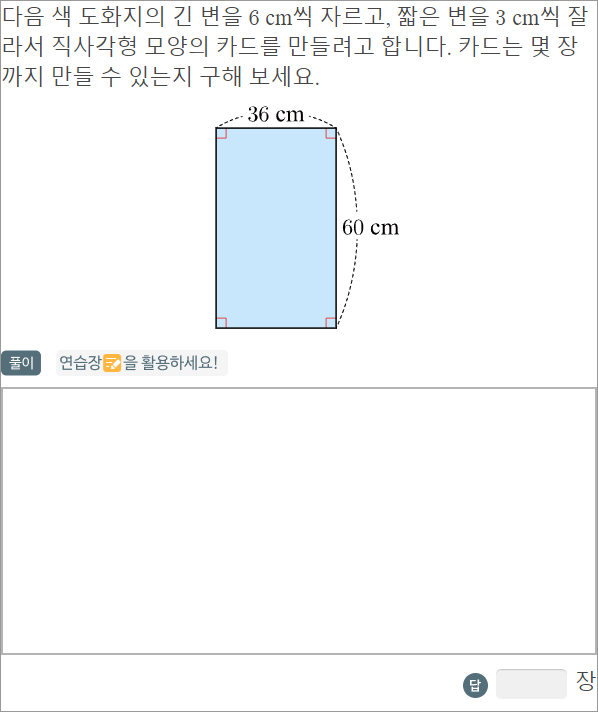 다음 색 도화지의 긴 변을 6 cm씩 자르고, 짧은 변을 3 cm씩 잘
라서 직사각형 모양의 카드를 만들려고 합니다. 카드는 몇 장
까지 만들 수 있는지 구해 보세요.
36 cm
60 cm
풀이 연습장을 활용하세요!
답 장